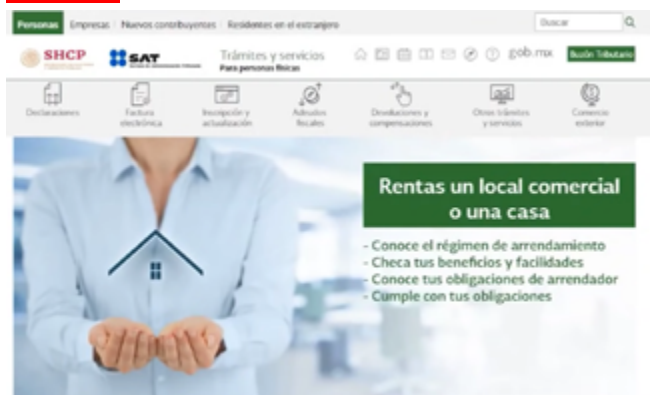 Personas Empresas Nuevos contribuyentes Residentes en el extranjero
Buscar
SHCP
SAT
Trámites y servicios
Para personas físicas
gob.mx
Buzón Tributario
Declaraciones
Factura electrónica
Inscripción y actualización
Adeudos fiscales
Devoluciones y compensaciones
Otros trámites y servicios
Comercio exterior
Rentas un local comercial
o una casa
- Conoce el régimen de arrendamiento
- Checa tus beneficios y facilidades
- Conoce tus obligaciones de arrendador
- Cumple con tus obligaciones